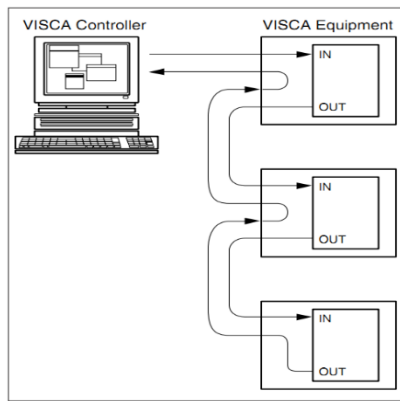 VISCA Controller
VISCA Equipment
IN
OUT
IN
OUT
IN
OUT